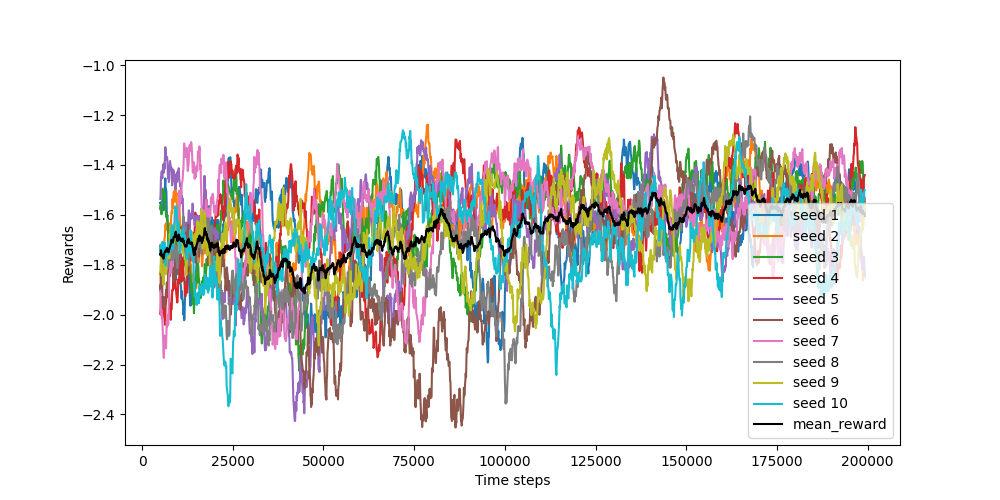 −1.0
−1.2
−1.4
−1.6
−1.8
−2.0
−2.2
−2.4
Rewards
0
25000
50000
75000
100000
125000
150000
175000
200000
Time steps
seed 1
seed 2
seed 3
seed 4
seed 5
seed 6
seed 7
seed 8
seed 9
seed 10
mean_reward